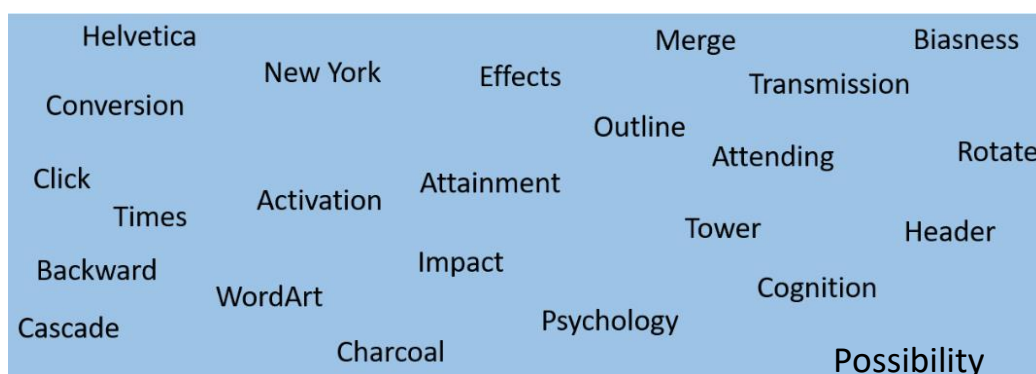 Helvetica
Merge
Biasness
New York
Effects
Transmission
Conversion
Outline
Attending
Rotate
Click
Activation
Attainment
Times
Tower
Header
Backward
Impact
WordArt
Cognition
Cascade
Psychology
Charcoal
Possibility